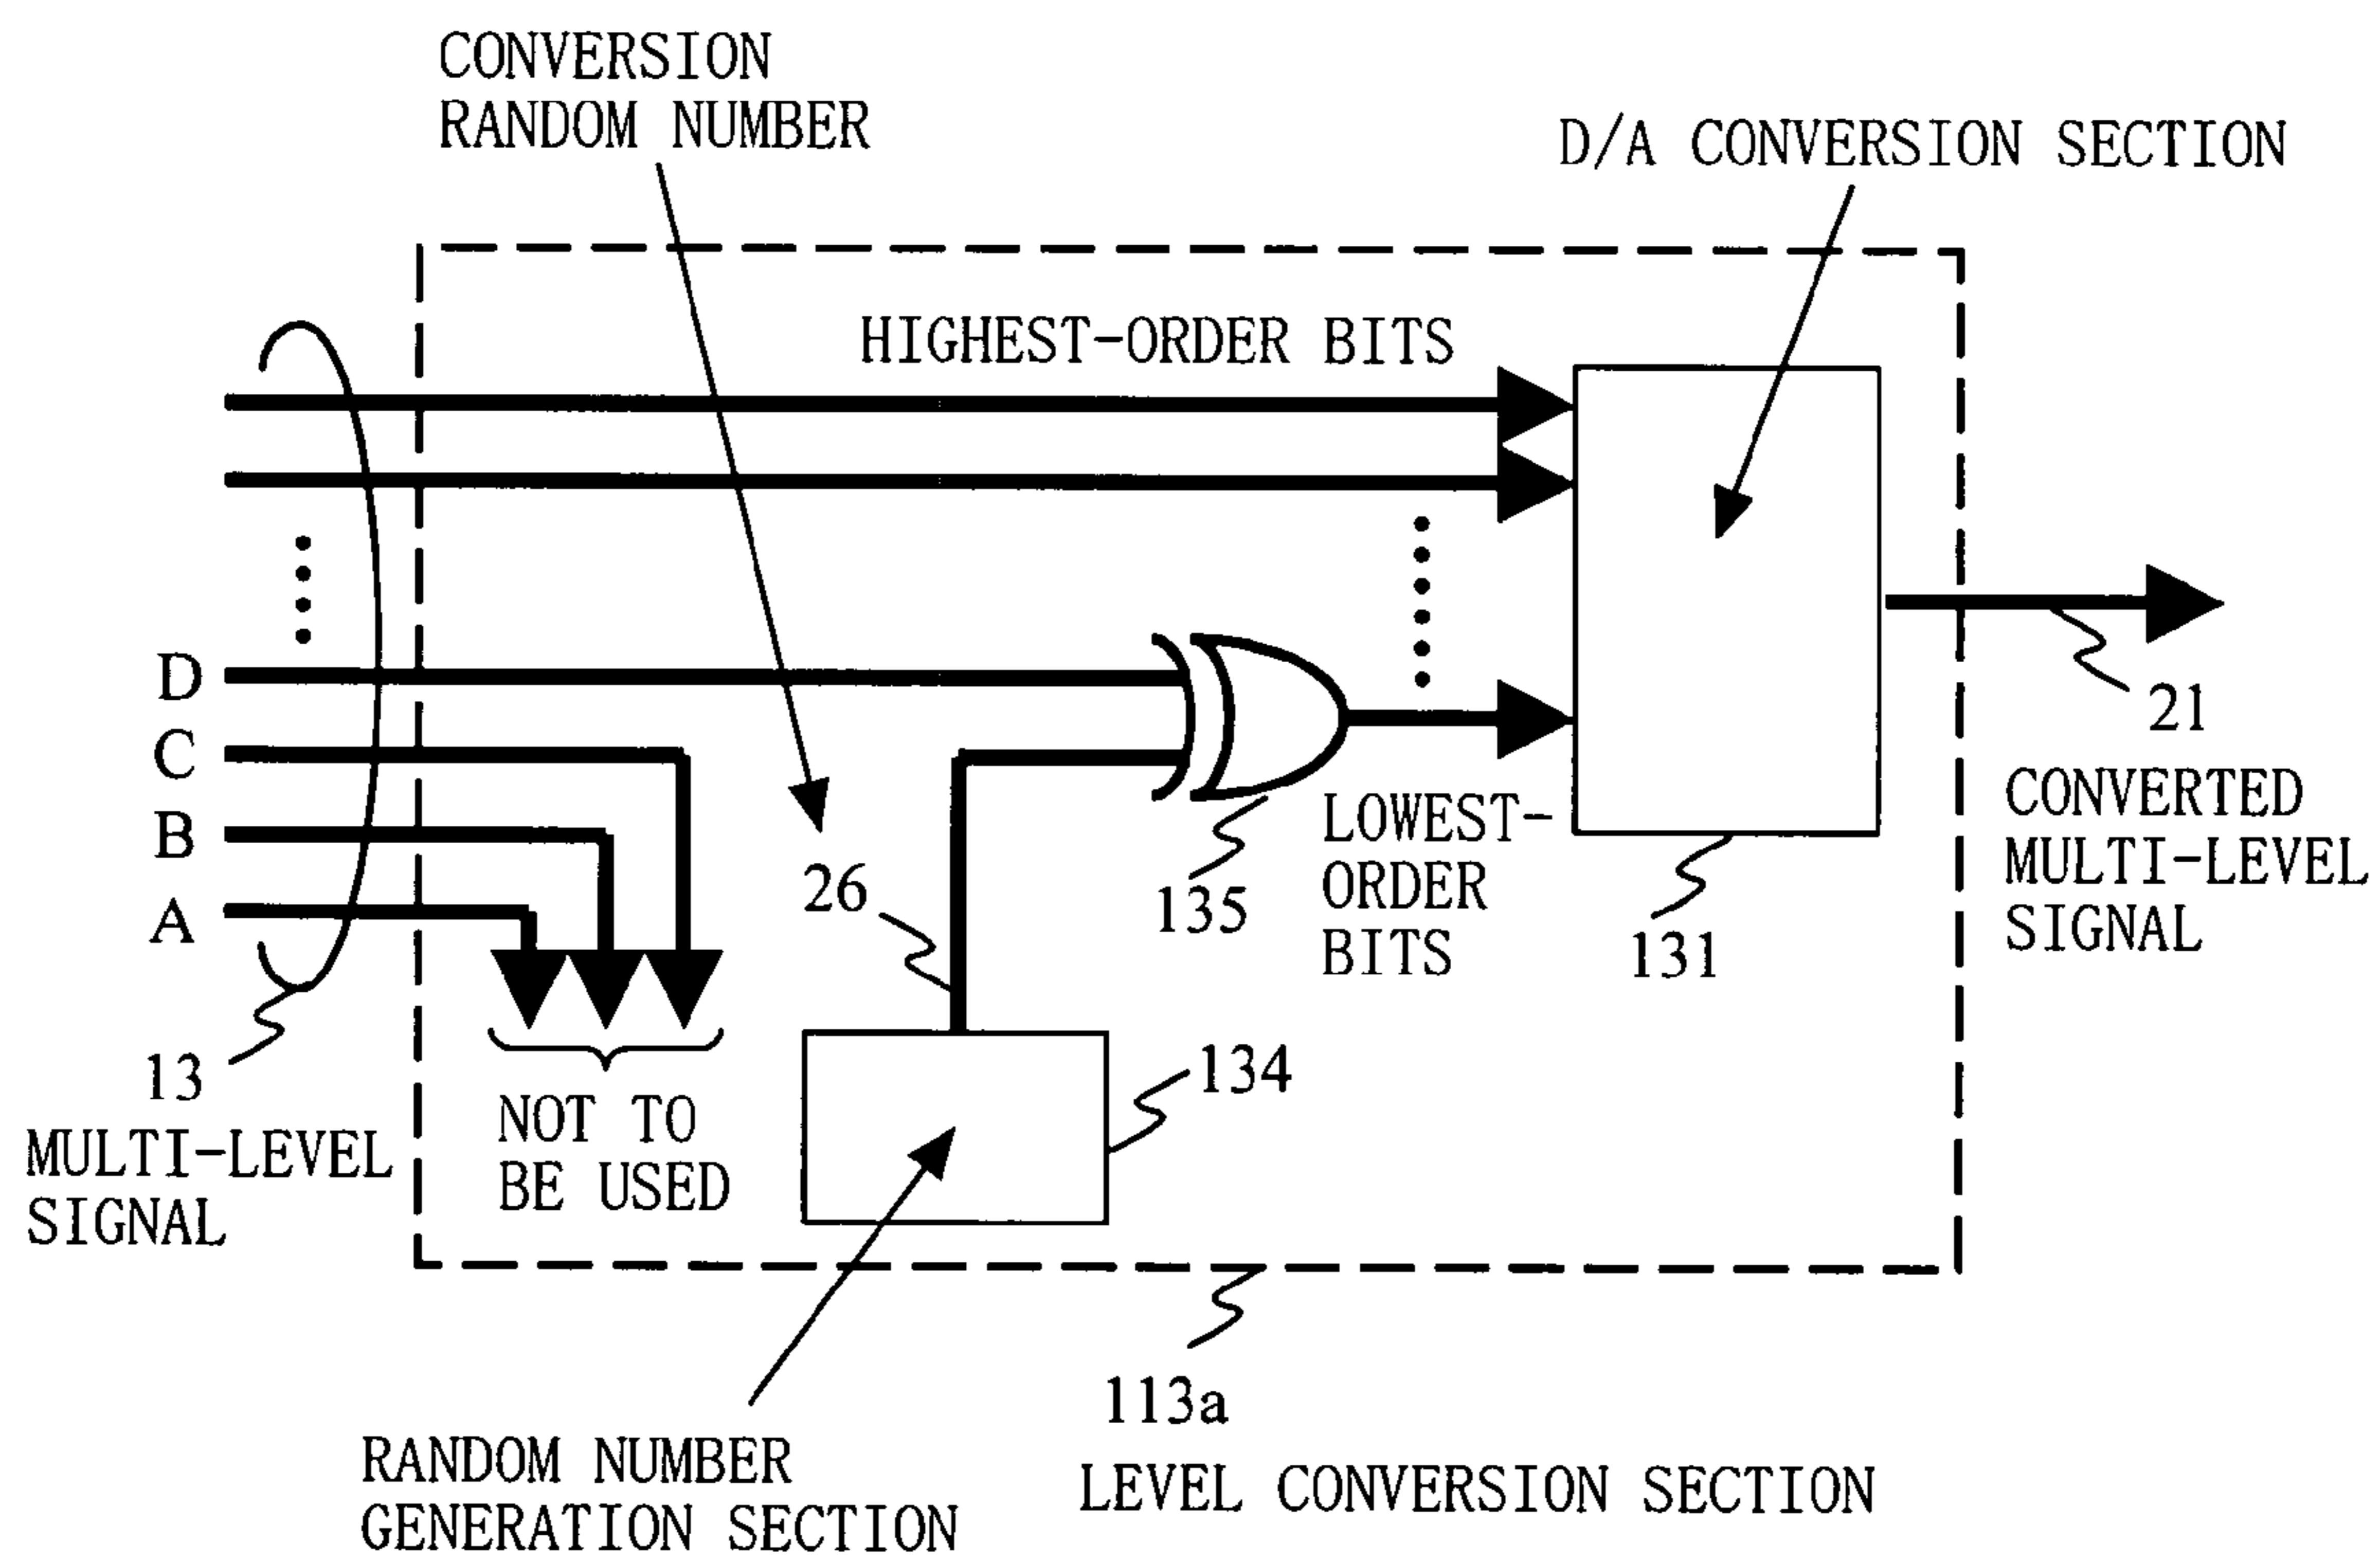 CONVERSION
RANDOM NUMBER
D/A CONVERSION SECTION
HIGHEST-ORDER BITS
D
C
B
A
26
135
LOWEST-
ORDER
BITS
131
21
CONVERTED
MULTI-LEVEL
SIGNAL
13
MULTI-LEVEL
SIGNAL
NOT TO
BE USED
134
RANDOM NUMBER
GENERATION SECTION
113a
LEVEL CONVERSION SECTION